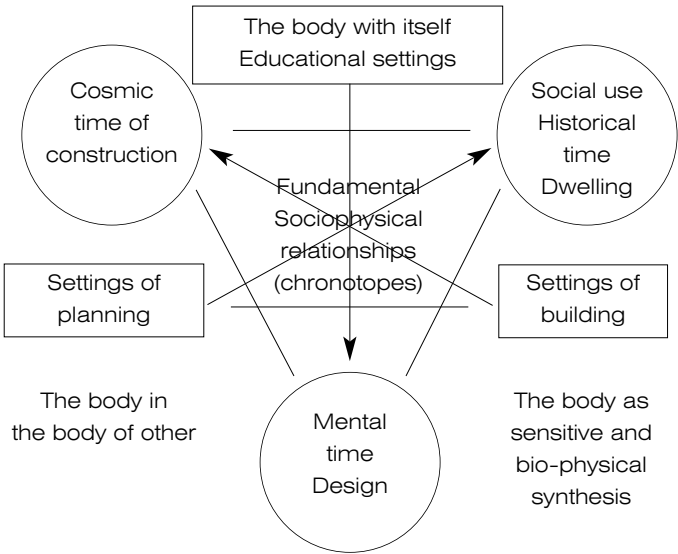 The body with itself
Educational settings
Cosmic
time of
construction
Social use
Historical
time
Dwelling
Fundamental
Sociophysical
relationships
(chronotopes)
Settings of
planning
Settings of
building
The body in
the body of other
Mental
time
Design
The body as
sensitive and
bio-physical
synthesis